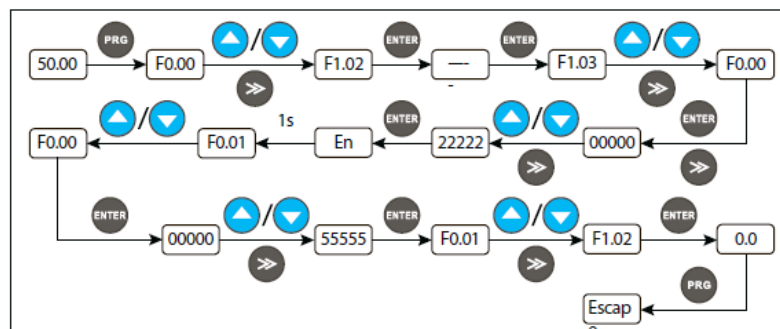 PRG / ENTER ENTER /
50.00 F0.00 F1.02 ---- F1.03 F0.00
-
/ 1s ENTER / ENTER
F0.00 F0.01 En 22222 00000
ENTER / ENTER / ENTER
00000 55555 F0.01 F1.02 0.0
PRG
Escap